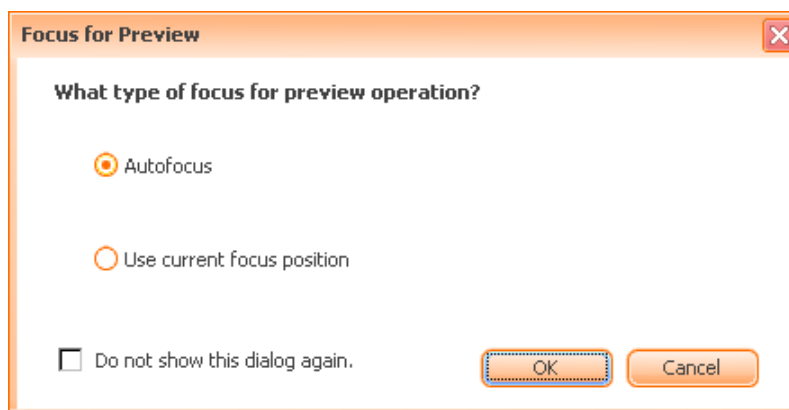 Focus for Preview
What type of focus for preview operation?
Autofocus
Use current focus position
Do not show this dialog again.
OK
Cancel